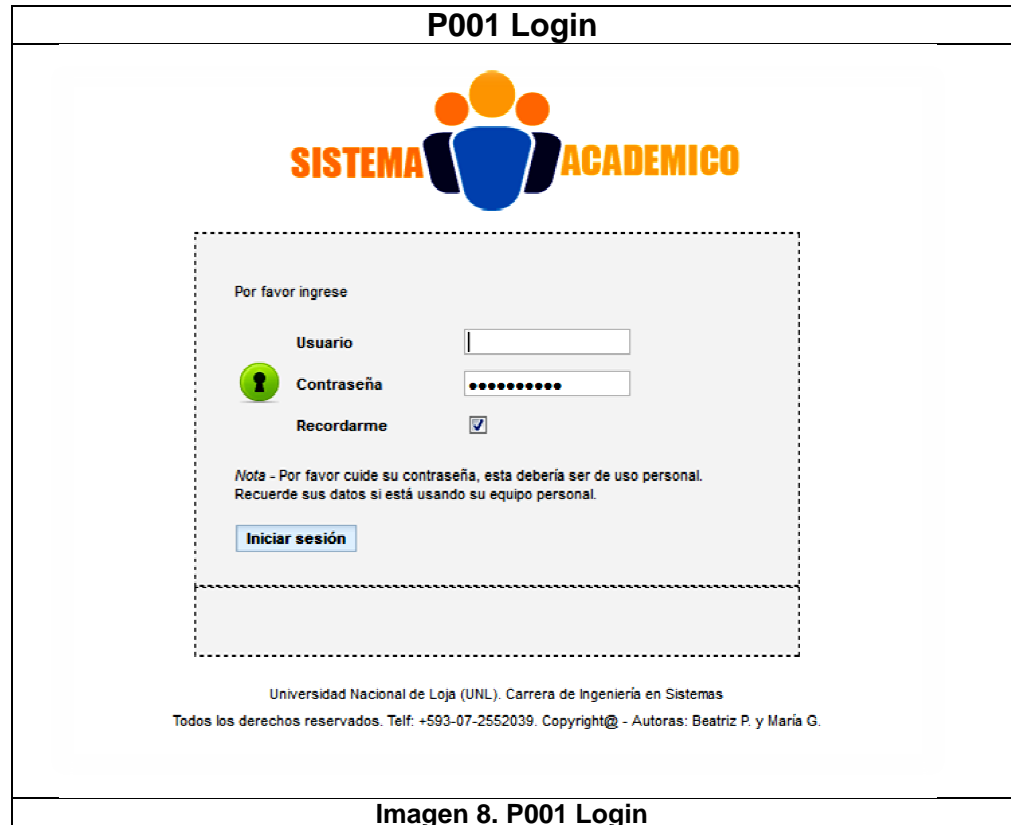 P001 Login
SISTEMA ACADEMICO
Por favor ingrese
Usuario
Contraseña
Recordarme
Nota - Por favor cuide su contraseña, esta debería ser de uso personal.
Recuerde sus datos si está usando su equipo personal.
Iniciar sesión
Universidad Nacional de Loja (UNL). Carrera de Ingeniería en Sistemas
Todos los derechos reservados. Telf: +593-07-2552039. Copyright@ - Autoras: Beatriz P. y María G.
Imagen 8. P001 Login